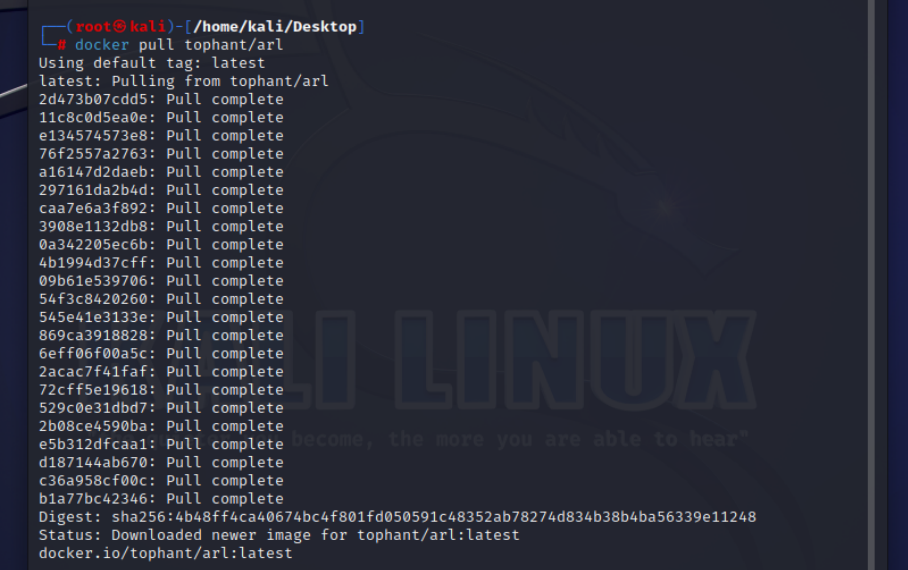 ┌──(root㉿kali)-[/home/kali/Desktop]
└─# docker pull tophant/arl
Using default tag: latest
latest: Pulling from tophant/arl
2d473b07cdd5: Pull complete
11c8c0d5ea0e: Pull complete
e134574573e8: Pull complete
76f2557a2763: Pull complete
a16147d2daeb: Pull complete
297161da2b4d: Pull complete
caa7e6a3f892: Pull complete
3908e1132db8: Pull complete
0a342205ec6b: Pull complete
4b1994d37cff: Pull complete
09b61e539706: Pull complete
54f3c8420260: Pull complete
545e41e3133e: Pull complete
869ca3918828: Pull complete
6eff06f00a5c: Pull complete
2acac7f41faf: Pull complete
72cff5e19618: Pull complete
529c0e31dbd7: Pull complete
2b08ce4590ba: Pull complete
e5b312dfcaa1: Pull complete
d187144ab670: Pull complete
c36a958cf00c: Pull complete
b1a77bc42346: Pull complete
Digest: sha256:4b48ff4ca40674bc4f801fd050591c48352ab78274d834b38b4ba56339e11248
Status: Downloaded newer image for tophant/arl:latest
docker.io/tophant/arl:latest
KALI LINUX
become, the more you are able to hear"